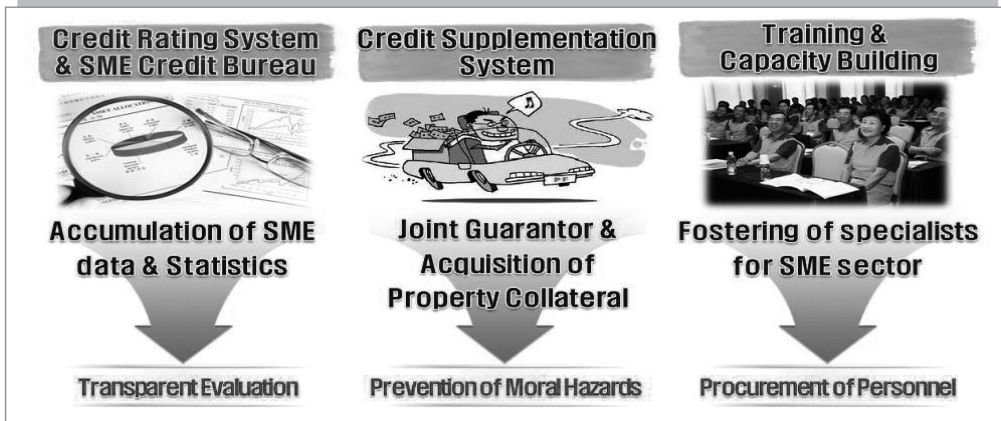 Credit Rating System
& SME Credit Bureau
Accumulation of SME
data & Statistics
Transparent Evaluation
Credit Supplementation
System
Joint Guarantor &
Acquisition of
Property Collateral
Prevention of Moral Hazards
Training &
Capacity Building
Fostering of specialists
for SME sector
Procurement of Personnel